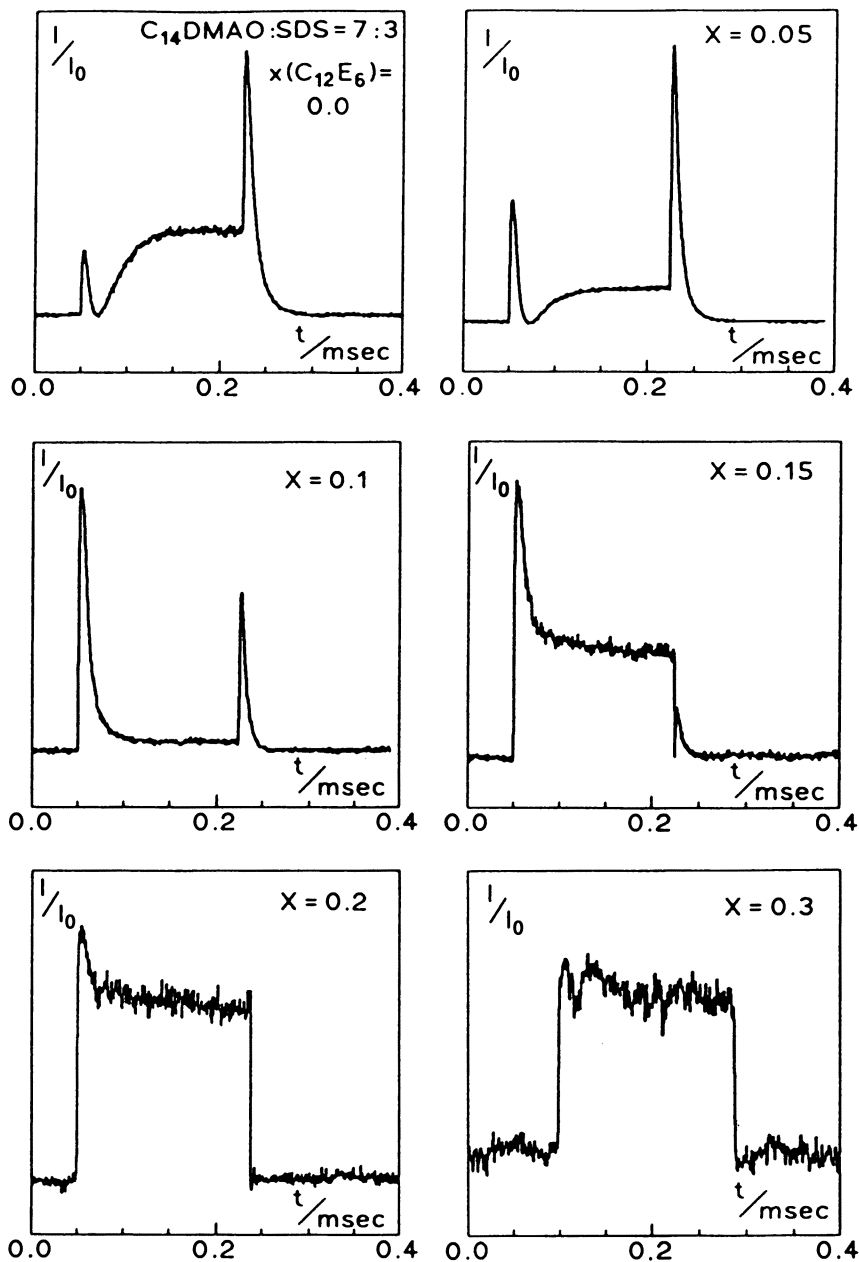 I/I₀
C₁₄DMAO:SDS = 7:3
x(C₁₂E₆)=
0.0
t/msec
0.0 0.2 0.4
I/I₀
X = 0.05
t/msec
0.0 0.2 0.4
I/I₀
X = 0.1
t/msec
0.0 0.2 0.4
I/I₀
X = 0.15
t/msec
0.0 0.2 0.4
I/I₀
X = 0.2
t/msec
0.0 0.2 0.4
I/I₀
X = 0.3
t/msec
0.0 0.2 0.4